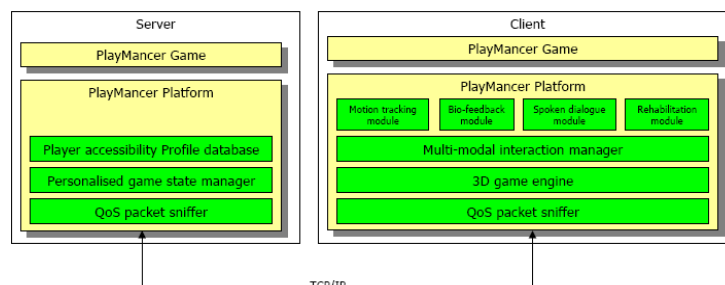 Server
PlayMancer Game
PlayMancer Platform
Player accessibility Profile database
Personalised game state manager
QoS packet sniffer
Client
PlayMancer Game
PlayMancer Platform
Motion tracking
module
Bio-feedback
module
Spoken dialogue
module
Rehabilitation
module
Multi-modal interaction manager
3D game engine
QoS packet sniffer
TCP/IP